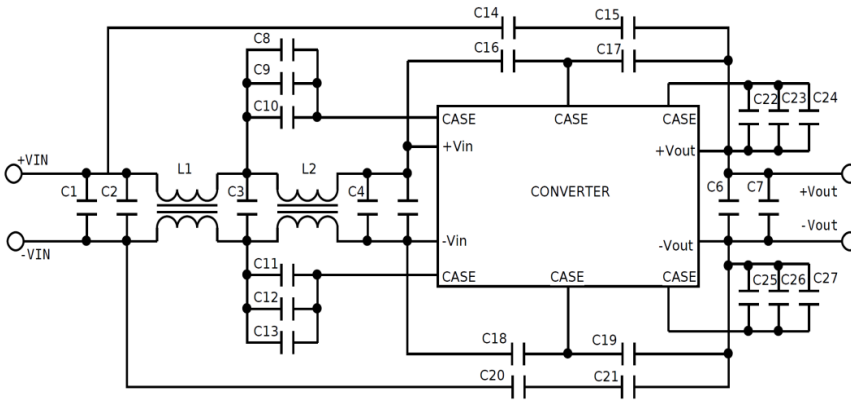 C14 C15
C8 C16 C17
C9 C22 C23 C24
C10 CASE CASE CASE
+VIN +Vin +Vout
L1 L2
C1 C2 C3 C4 CONVERTER C6 C7 +Vout
-VIN -Vin -Vout -Vout
C11 CASE CASE CASE C25 C26 C27
C12
C13 C18 C19
C20 C21